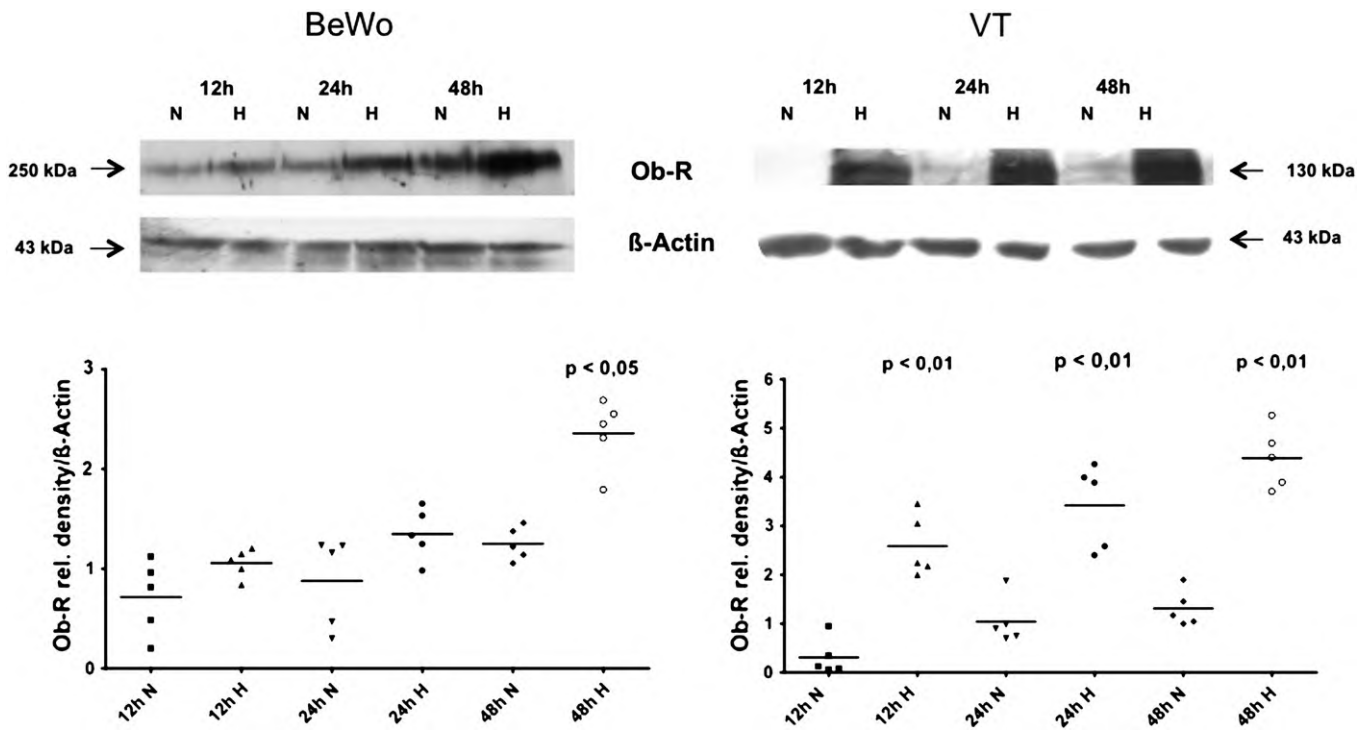 BeWo
VT
12h 24h 48h
N H N H N H
12h 24h 48h
N H N H N H
250 kDa
Ob-R
130 kDa
43 kDa
ß-Actin
43 kDa
Ob-R rel. density/ß-Actin
3
2
1
0
p < 0,05
12h N
12h H
24h N
24h H
48h N
48h H
Ob-R rel. density/ß-Actin
6
5
4
3
2
1
0
p < 0,01
p < 0,01
p < 0,01
12h N
12h H
24h N
24h H
48h N
48h H